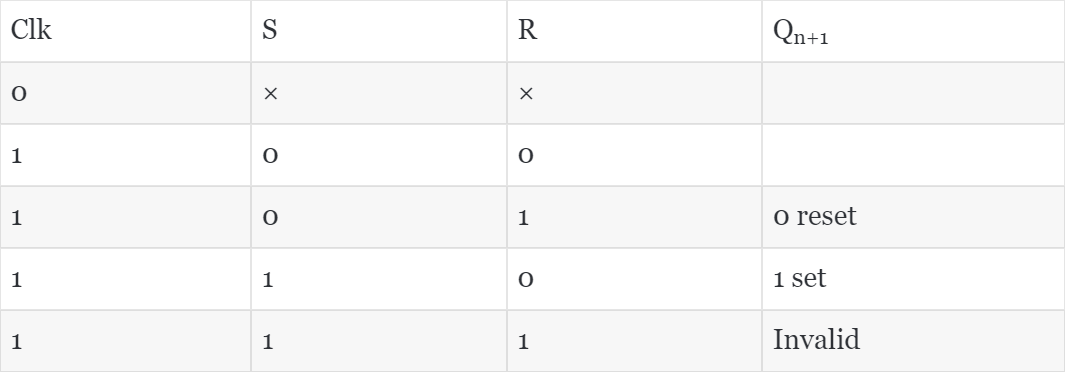 Clk S R Qn+1
0 × ×
1 0 0
1 0 1 0 reset
1 1 0 1 set
1 1 1 Invalid